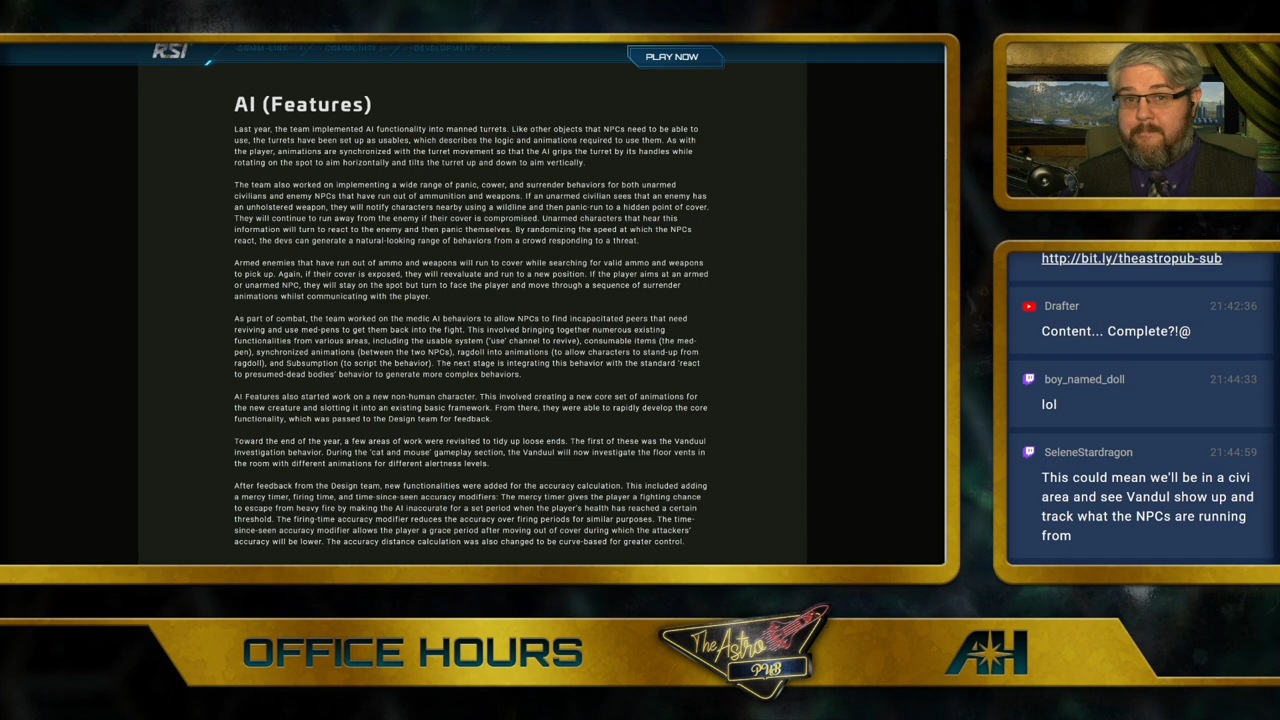 RSI
PLAY NOW
AI (Features)
Last year, the team implemented AI functionality into manned turrets. Like other objects that NPCs need to be able to
use, the turrets have been set up as usables, which describes the logic and animations required to use them. As with
the player, animations are synchronized with the turret movement so that the AI grips the turret by its handles while
rotating on the spot to aim horizontally and tilts the turret up and down to aim vertically.
The team also worked on implementing a wide range of panic, cower, and surrender behaviors for both unarmed
civilians and enemy NPCs that have run out of ammunition and weapons. If an unarmed civilian sees that an enemy has
an unholstered weapon, they will notify characters nearby using a wildline and then panic-run to a hidden point of cover.
They will continue to run away from the enemy if their cover is compromised. Unarmed characters that hear this
information will turn to react to the enemy and then panic themselves. By randomizing the speed at which the NPCs
react, the devs can generate a natural-looking range of behaviors from a crowd responding to a threat.
Armed enemies that have run out of ammo and weapons will run to cover while searching for valid ammo and weapons
to pick up. Again, if their cover is exposed, they will reevaluate and run to a new position. If the player aims at an armed
or unarmed NPC, they will stay on the spot but turn to face the player and move through a sequence of surrender
animations whilst communicating with the player.
As part of combat, the team worked on the medic AI behaviors to allow NPCs to find incapacitated peers that need
reviving and use med-pens to get them back into the fight. This involved bringing together numerous existing
functionalities from various areas, including the usable system ('use' channel to revive), consumable items (the med-
pen), synchronized animations (between the two NPCs), ragdoll into animations (to allow characters to stand-up from
ragdoll), and Subsumption (to script the behavior). The next stage is integrating this behavior with the standard 'react
to presumed-dead bodies' behavior to generate more complex behaviors.
AI Features also started work on a new non-human character. This involved creating a new core set of animations for
the new creature and slotting it into an existing basic framework. From there, they were able to rapidly develop the core
functionality, which was passed to the Design team for feedback.
Toward the end of the year, a few areas of work were revisited to tidy up loose ends. The first of these was the Vanduul
investigation behavior. During the 'cat and mouse' gameplay section, the Vanduul will now investigate the floor vents in
the room with different animations for different alertness levels.
After feedback from the Design team, new functionalities were added for the accuracy calculation. This included adding
a mercy timer, firing time, and time-since-seen accuracy modifiers: The mercy timer gives the player a fighting chance
to escape from heavy fire by making the AI inaccurate for a set period when the player's health has reached a certain
threshold. The firing-time accuracy modifier reduces the accuracy over firing periods for similar purposes. The time-
since-seen accuracy modifier allows the player a grace period after moving out of cover during which the attackers'
accuracy will be lower. The accuracy distance calculation was also changed to be curve-based for greater control.
http://bit.ly/theastropub-sub
Drafter 21:42:36
Content... Complete?!@
boy_named_doll 21:44:33
lol
SeleneStardragon 21:44:59
This could mean we'll be in a civi
area and see Vandul show up and
track what the NPCs are running
from
OFFICE HOURS
The Astro
PUB
AH